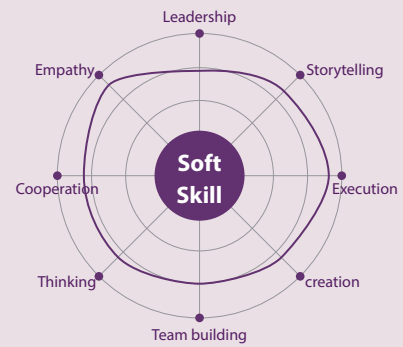 Leadership
Empathy
Storytelling
Soft
Skill
Cooperation
Execution
Thinking
creation
Team building